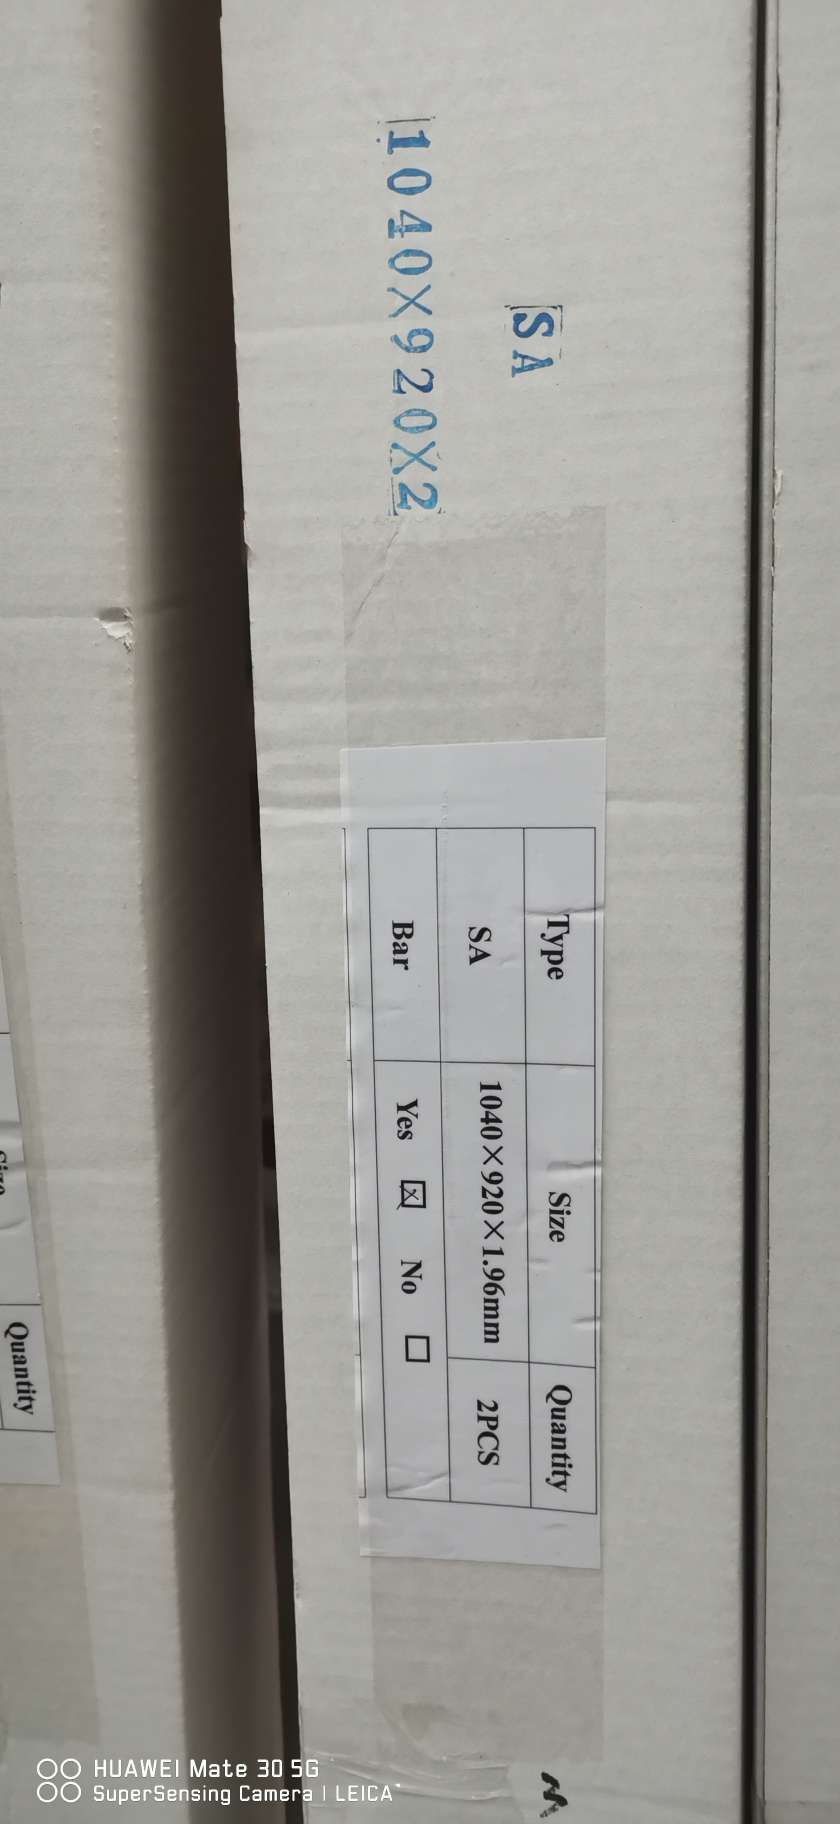 SA
1040X920X2
Type Size Quantity
SA 1040×920×1.96mm 2PCS
Bar Yes ☒ No ☐
Size
Quantity
HUAWEI Mate 30 5G
SuperSensing Camera | LEICA